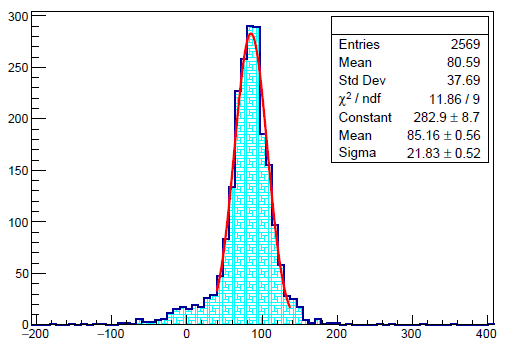 300
250
200
150
100
50
0
−200 −100 0 100 200 300 400
Entries 2569
Mean 80.59
Std Dev 37.69
χ² / ndf 11.86 / 9
Constant 282.9 ± 8.7
Mean 85.16 ± 0.56
Sigma 21.83 ± 0.52